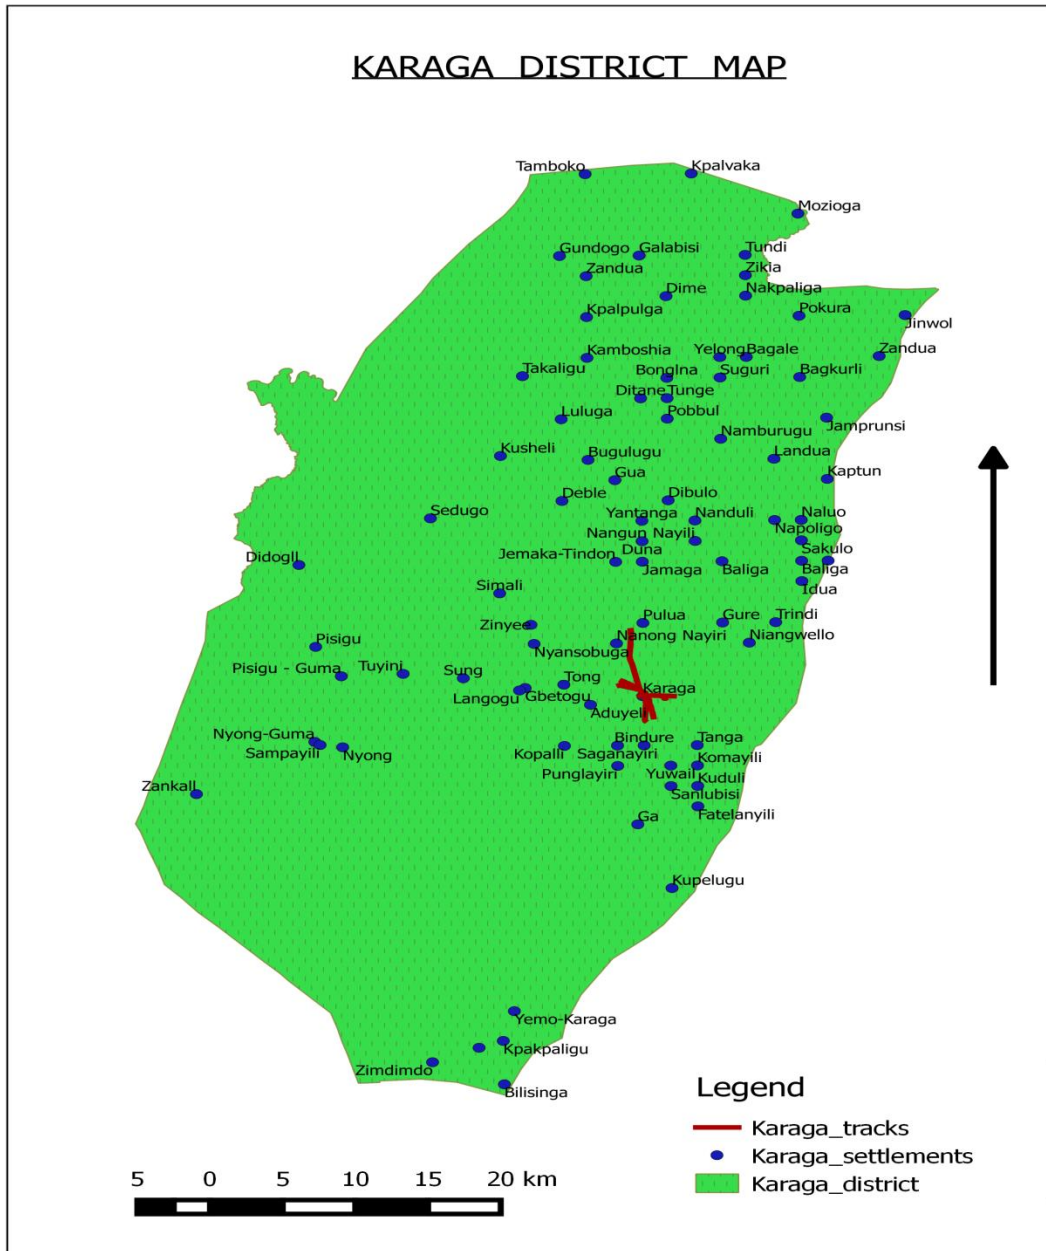 KARAGA DISTRICT MAP
Tamboko
Kpalvaka
Mozioga
Gundogo
Galabisi
Tundi
Zandua
Zikia
Dime
Nakpaliga
Kpalpulga
Pokura
Jinwol
Kamboshia
Yelong
Bagale
Zandua
Takaligu
Bonglna
Suguri
Bagkurli
Ditane
Tunge
Luluga
Pobbul
Jamprunsi
Namburugu
Kusheli
Bugulugu
Landua
Gua
Kaptun
Deble
Dibulo
Sedugo
Yantanga
Nanduli
Naluo
Napoligo
Nangun Nayili
Duna
Sakulo
Jemaka-Tindon
Didogll
Jamaga
Baliga
Baliga
Idua
Simali
Zinyee
Pulua
Gure
Trindi
Pisigu
Nyansobuga
Nanong Nayiri
Niangwello
Pisigu - Guma
Tuyini
Sung
Tong
Karaga
Langogu
Gbetogu
Aduyeli
Nyong-Guma
Bindure
Tanga
Sampayili
Nyong
Kopalli
Saganayiri
Komayili
Punglayiri
Yuwail
Kuduli
Zankall
Sanlubisi
Fatelanyili
Ga
Kupelugu
Yemo-Karaga
Kpakpaligu
Zimdimdo
Bilisinga
Legend
Karaga_tracks
Karaga_settlements
Karaga_district
5 0 5 10 15 20 km